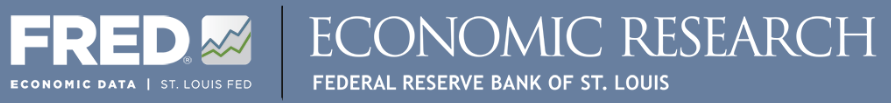 FRED®
ECONOMIC DATA | ST. LOUIS FED
ECONOMIC RESEARCH
FEDERAL RESERVE BANK OF ST. LOUIS